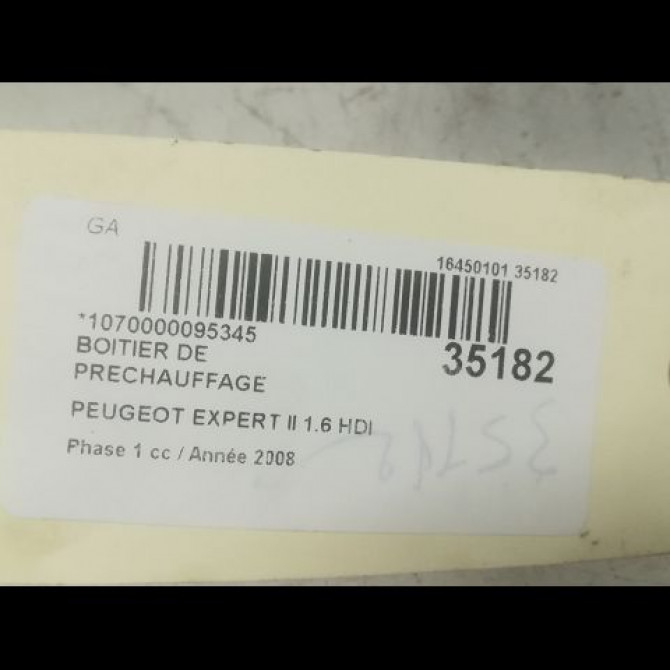 GA
16450101 35182
*1070000095345
35182
BOITIER DE
PRECHAUFFAGE
PEUGEOT EXPERT II 1.6 HDI
Phase 1 cc / Année 2008